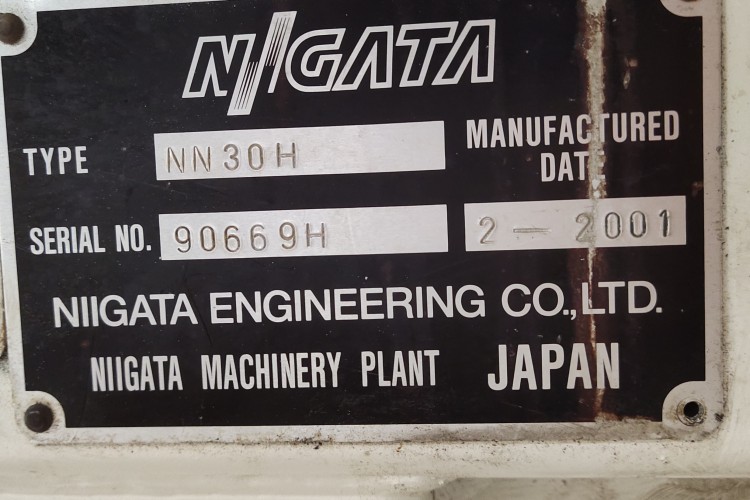 NIIGATA
TYPE NN30H
MANUFACTURED DATE
SERIAL NO. 90669H
2 - 2001
NIIGATA ENGINEERING CO.,LTD.
NIIGATA MACHINERY PLANT JAPAN